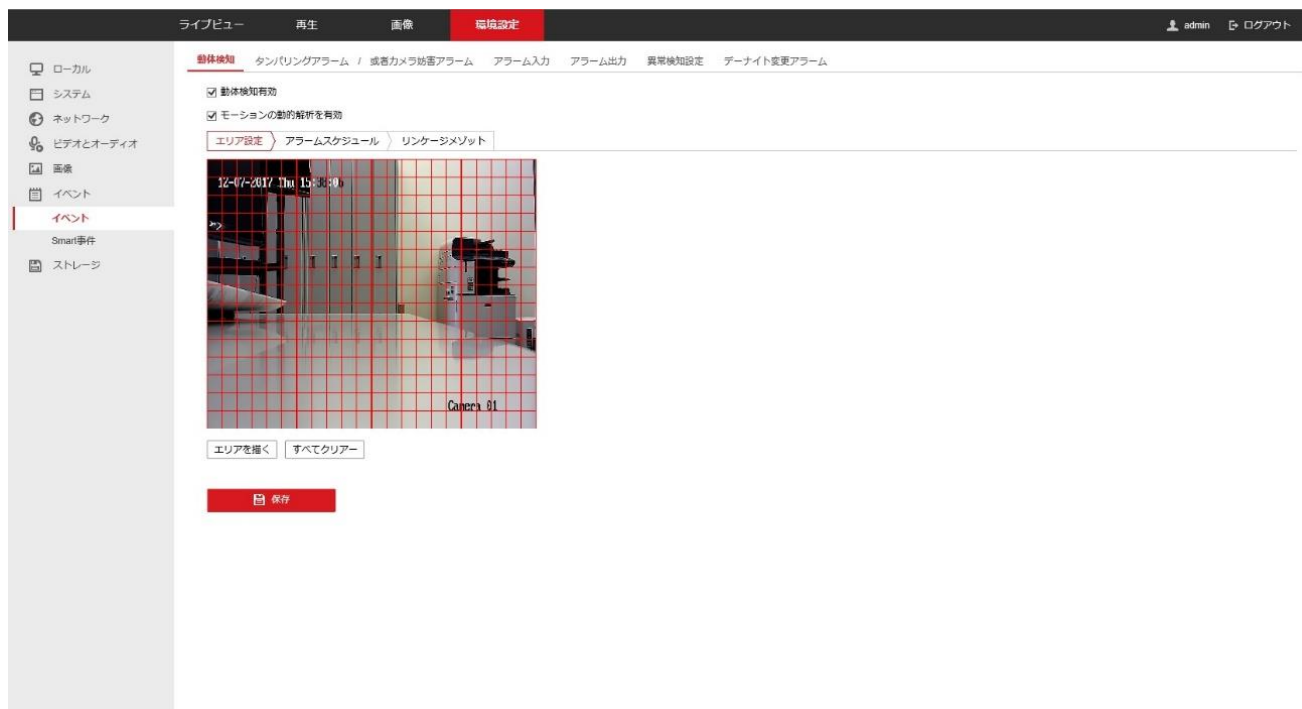 ライブビュー 再生 画像 環境設定 admin ログアウト
動体検知 タンパリングアラーム / 或者カメラ妨害アラーム アラーム入力 アラーム出力 異常検知設定 デーナイト変更アラーム
ローカル
システム
ネットワーク
ビデオとオーディオ
画像
イベント
イベント
Smart事件
ストレージ
動体検知有効
モーションの動的解析を有効
エリア設定 アラームスケジュール リンケージメゾット
12-07-2017 Thu 15:38:06
Camera 01
エリアを描く すべてクリアー
保存